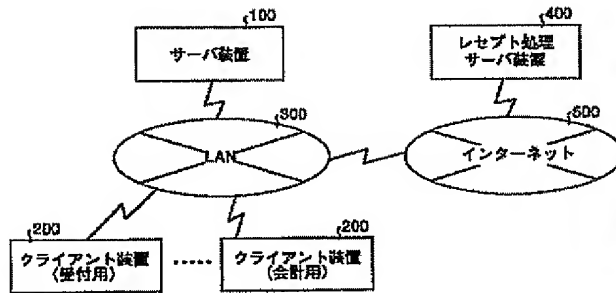 100
サーバ装置
400
レセプト処理
サーバ装置
300
LAN
500
インターネット
200
クライアント装置
(受付用)
.....
200
クライアント装置
(会計用)